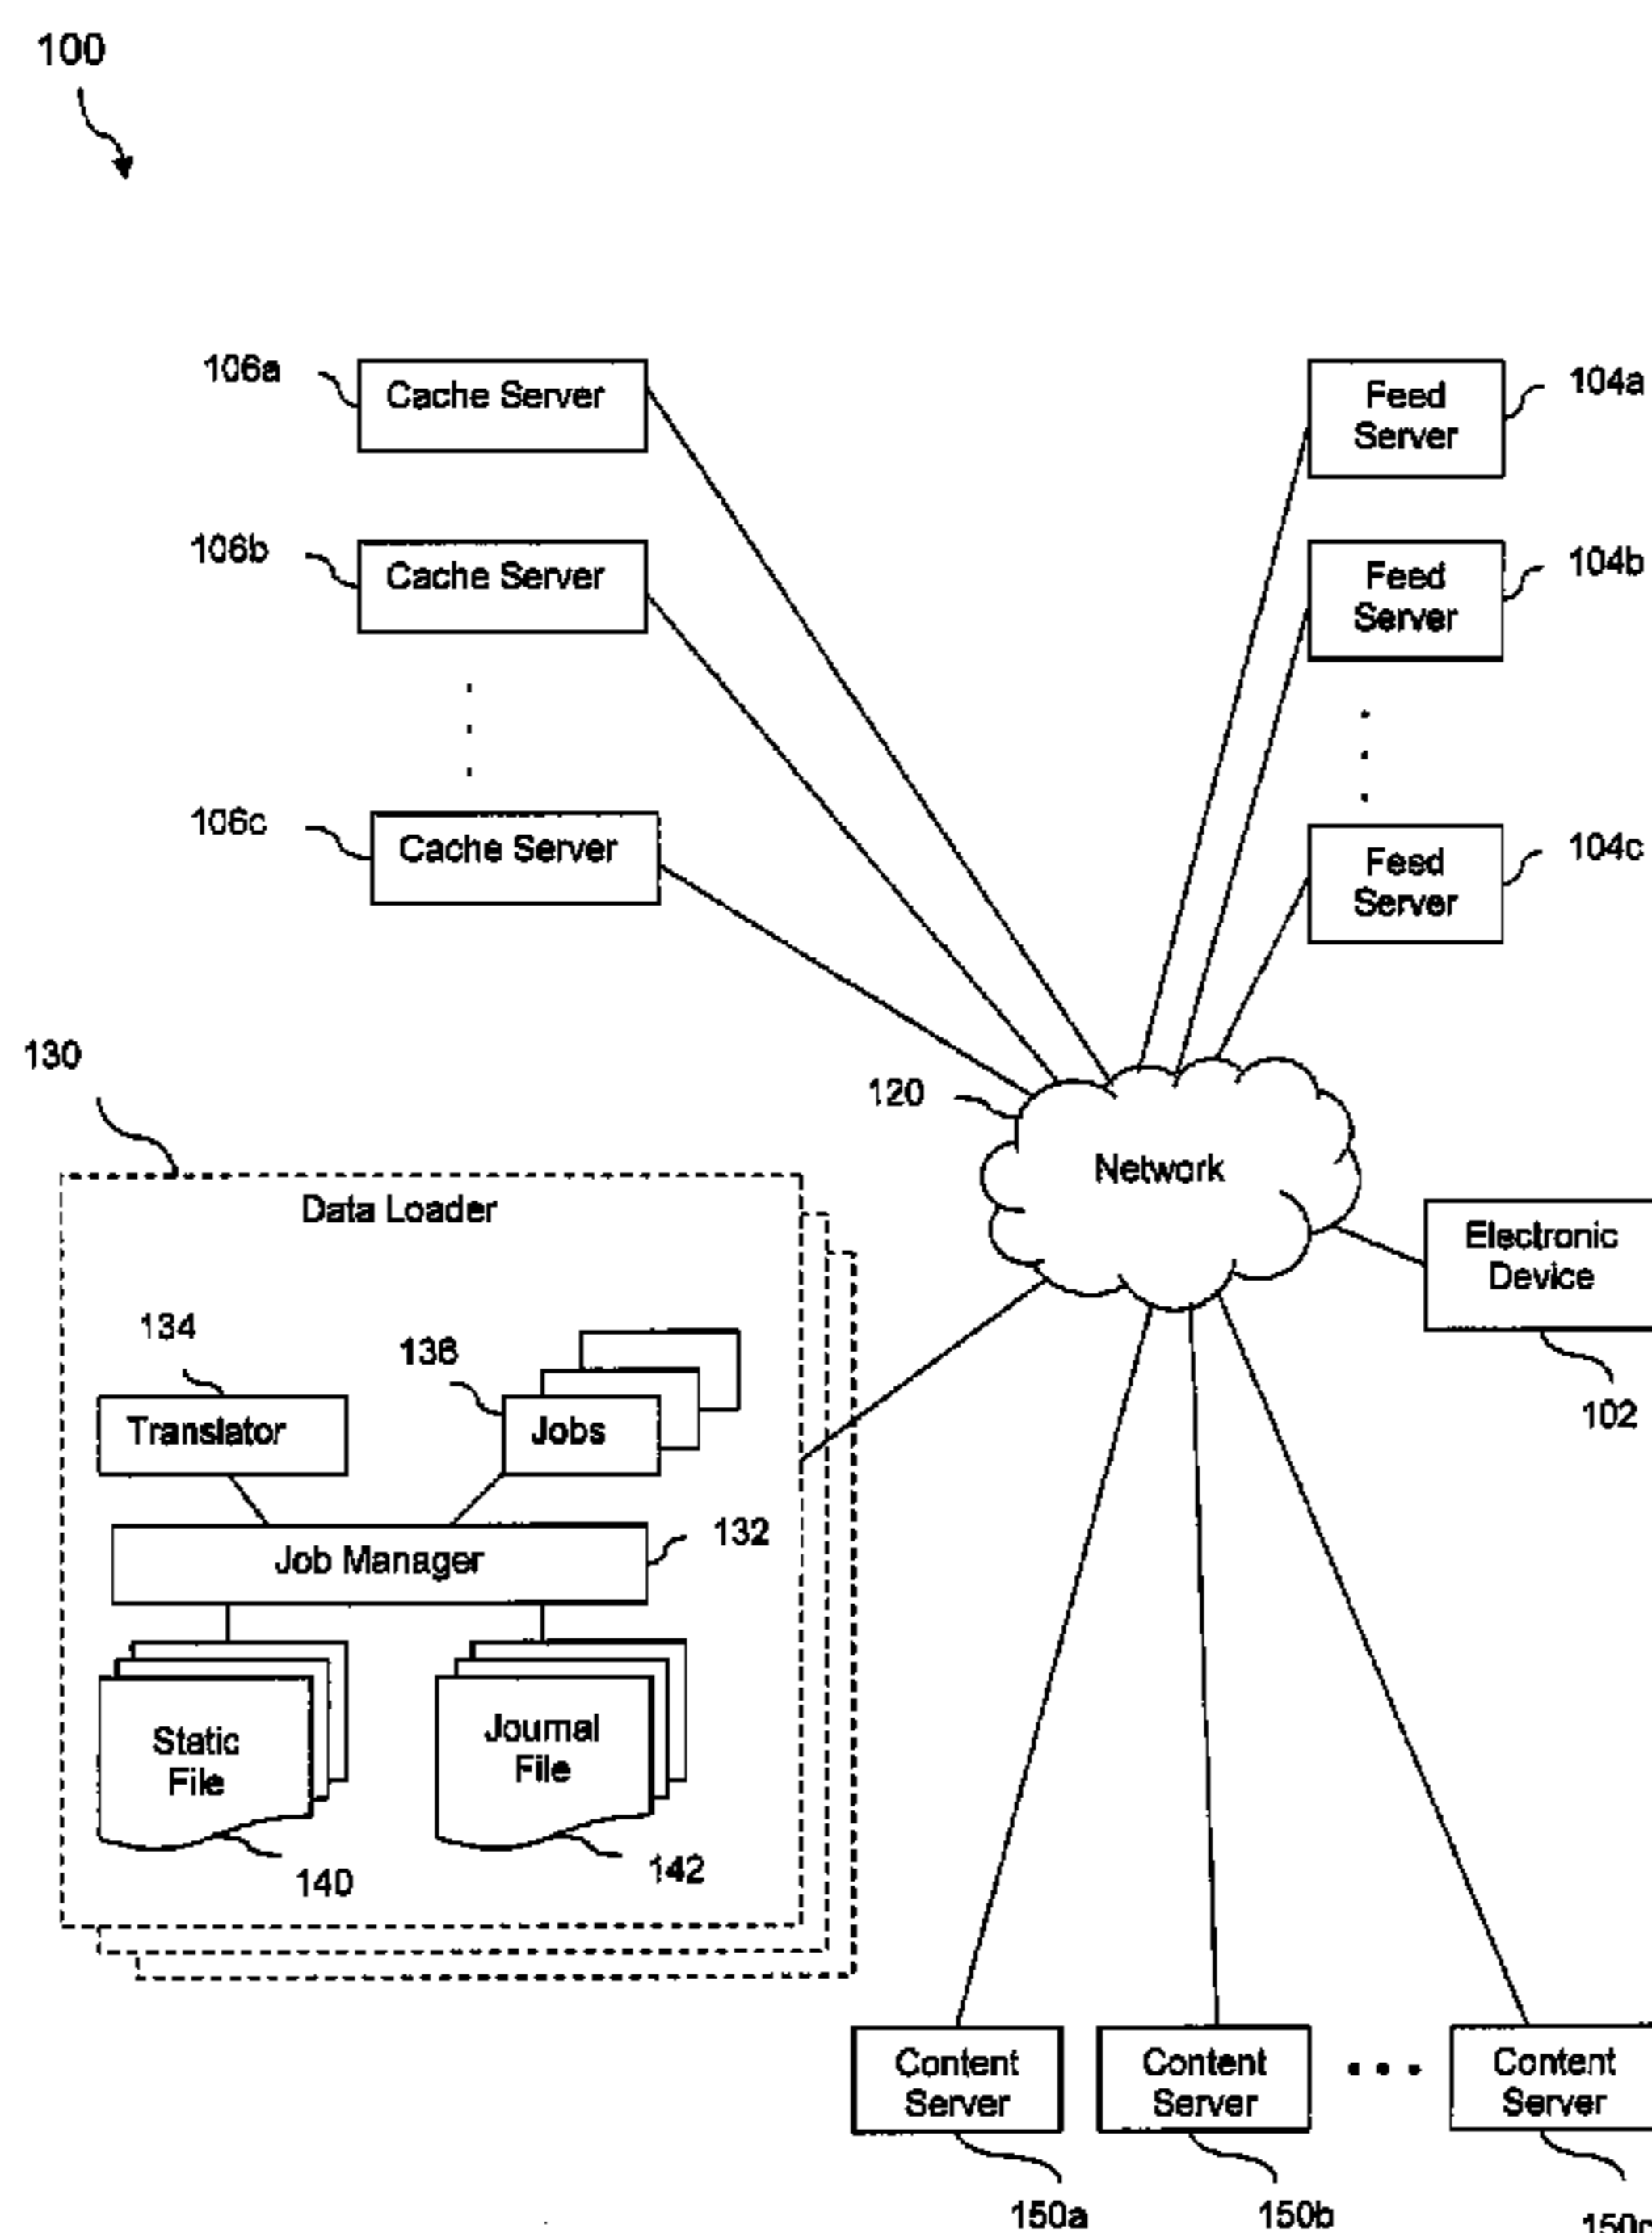 100
106a
Cache Server
Feed
Server
104a
106b
Cache Server
Feed
Server
104b
106c
Cache Server
Feed
Server
104c
130
120
Network
Data Loader
Electronic
Device
102
134
136
Translator
Jobs
Job Manager
132
Static
File
Journal
File
140
142
Content
Server
Content
Server
Content
Server
150a
150b